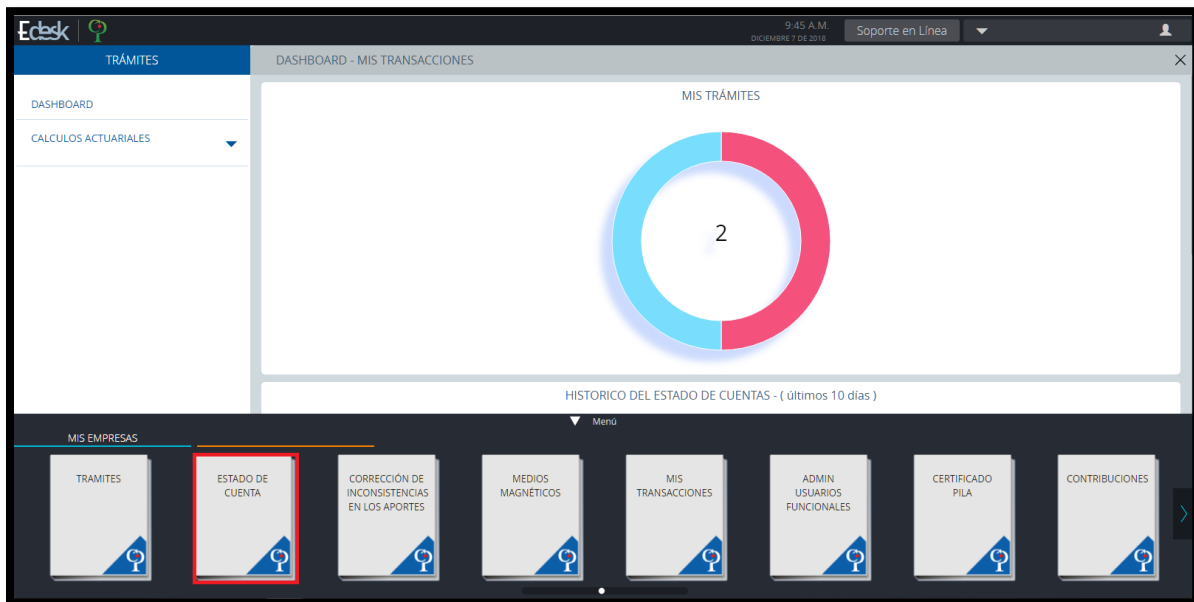 Edesk
9:45 A.M.
DICIEMBRE 7 DE 2018
Soporte en Línea
TRÁMITES
DASHBOARD - MIS TRANSACCIONES
DASHBOARD
CALCULOS ACTUARIALES
MIS TRÁMITES
2
HISTORICO DEL ESTADO DE CUENTAS - ( últimos 10 días )
Menú
MIS EMPRESAS
TRAMITES
ESTADO DE
CUENTA
CORRECCIÓN DE
INCONSISTENCIAS
EN LOS APORTES
MEDIOS
MAGNÉTICOS
MIS
TRANSACCIONES
ADMIN
USUARIOS
FUNCIONALES
CERTIFICADO
PILA
CONTRIBUCIONES